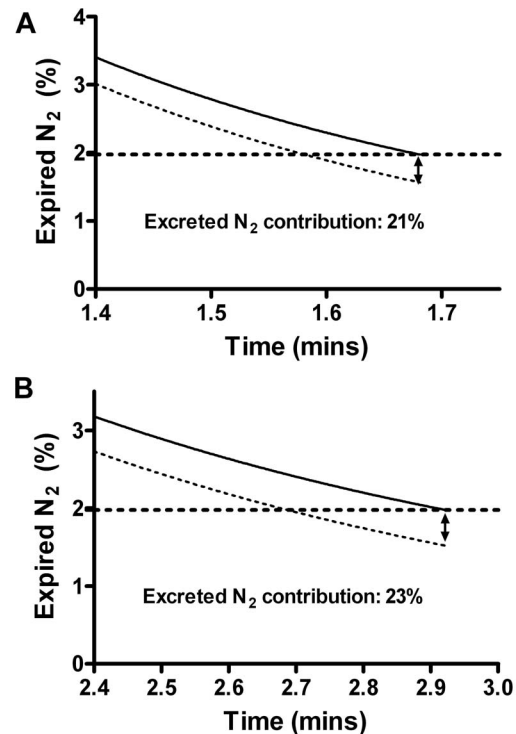 A
Expired N2 (%)
4
3
2
1
0
Excreted N2 contribution: 21%
1.4 1.5 1.6 1.7
Time (mins)
B
Expired N2 (%)
3
2
1
0
Excreted N2 contribution: 23%
2.4 2.5 2.6 2.7 2.8 2.9 3.0
Time (mins)